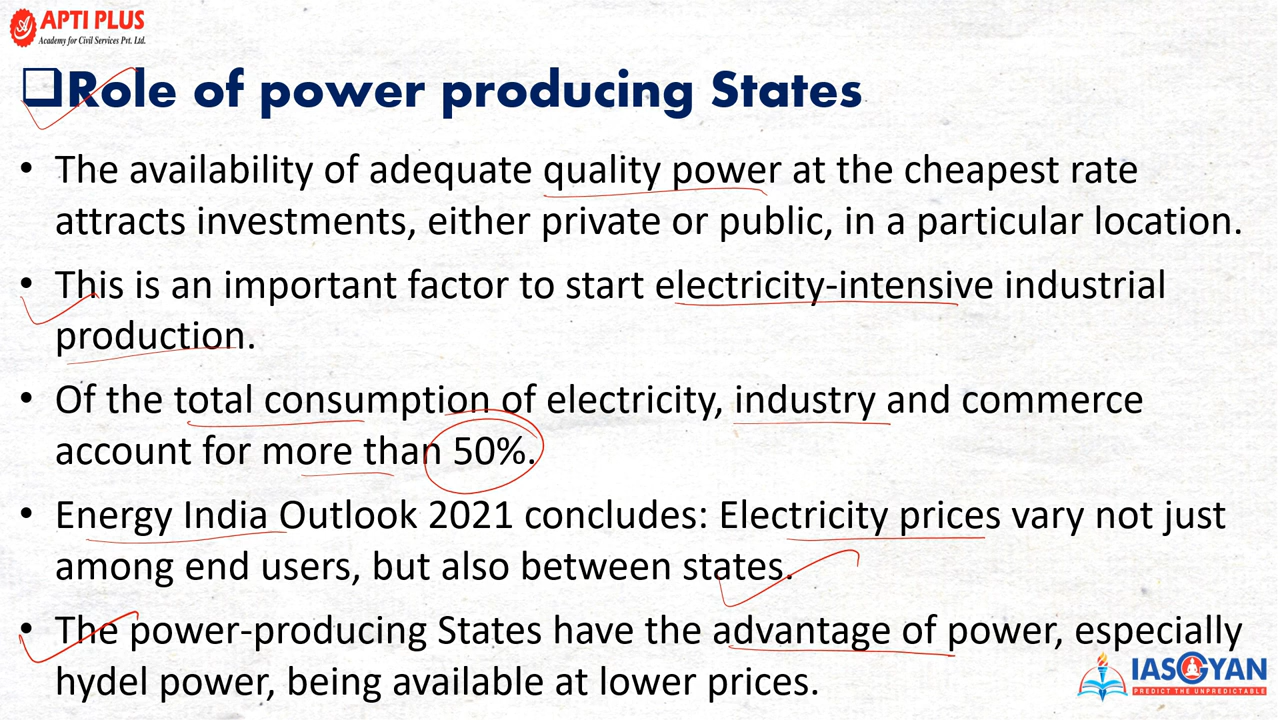 APTI PLUS
Academy for Civil Services Pvt. Ltd.
Role of power producing States
• The availability of adequate quality power at the cheapest rate
attracts investments, either private or public, in a particular location.
• This is an important factor to start electricity-intensive industrial
production.
• Of the total consumption of electricity, industry and commerce
account for more than 50%.
• Energy India Outlook 2021 concludes: Electricity prices vary not just
among end users, but also between states.
• The power-producing States have the advantage of power, especially
hydel power, being available at lower prices.
IASGYAN
PREDICT THE UNPREDICTABLE